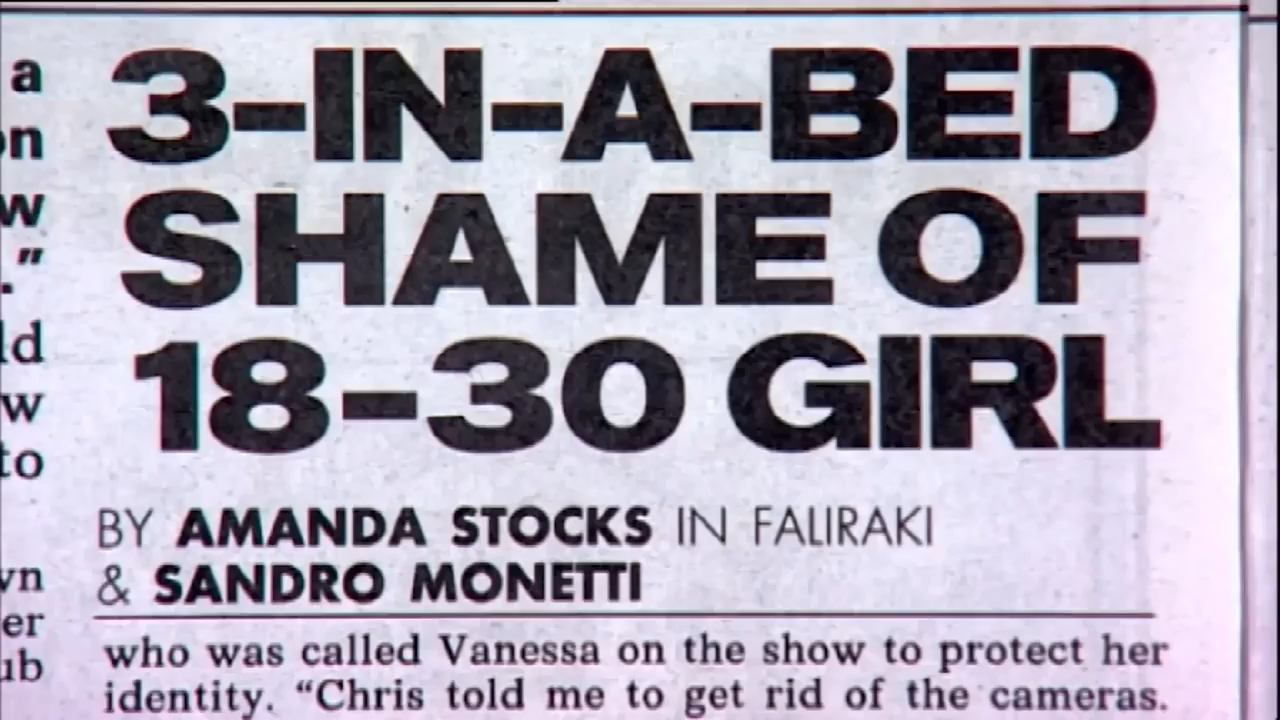 3-IN-A-BED
SHAME OF
18-30 GIRL
BY AMANDA STOCKS IN FALIRAKI
& SANDRO MONETTI
who was called Vanessa on the show to protect her
identity. “Chris told me to get rid of the cameras.
a
w
.”
w
to